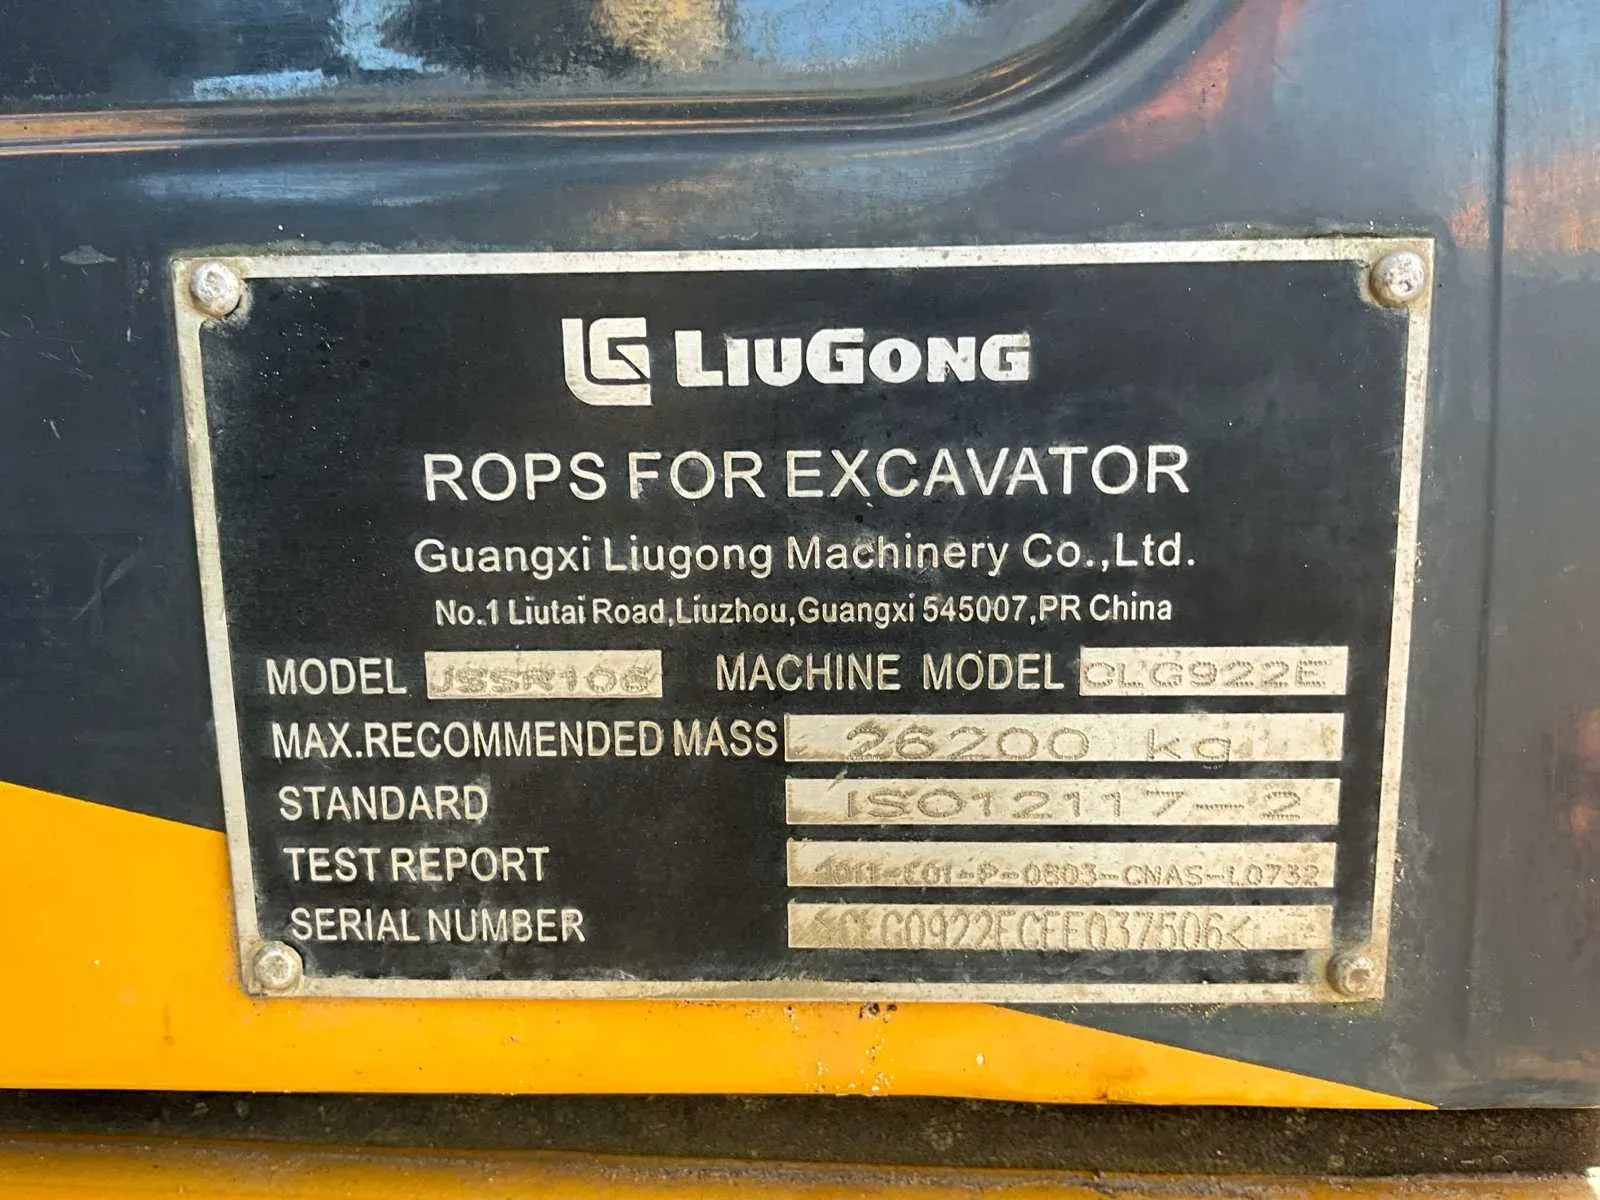 LG LIUGONG
ROPS FOR EXCAVATOR
Guangxi Liugong Machinery Co.,Ltd.
No.1 Liutai Road,Liuzhou,Guangxi 545007,PR China
MODEL MACHINE MODEL CLG922E
MAX.RECOMMENDED MASS 26200 kg
STANDARD ISO12117-2
TEST REPORT
SERIAL NUMBER